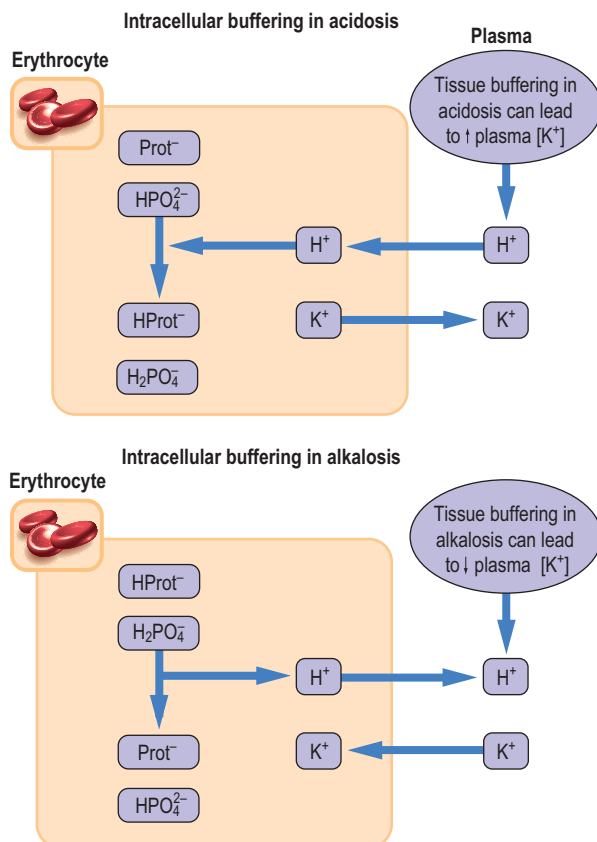 Intracellular buffering in acidosis
Erythrocyte
Plasma
Tissue buffering in
acidosis can lead
to ↑ plasma [K⁺]
Prot⁻
HPO₄²⁻
H⁺
H⁺
HProt⁻
K⁺
K⁺
H₂PO₄⁻
Intracellular buffering in alkalosis
Erythrocyte
Tissue buffering in
alkalosis can lead
to ↓ plasma [K⁺]
HProt⁻
H₂PO₄⁻
H⁺
H⁺
Prot⁻
K⁺
K⁺
HPO₄²⁻